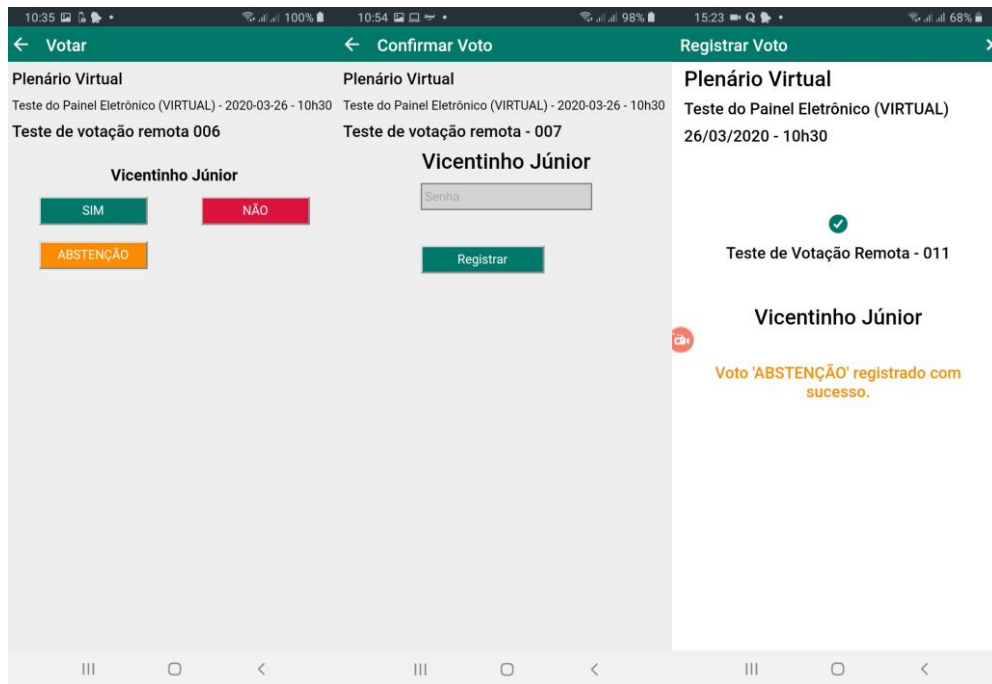 10:35
100%
← Votar
Plenário Virtual
Teste do Painel Eletrônico (VIRTUAL) - 2020-03-26 - 10h30
Teste de votação remota 006
Vicentinho Júnior
SIM
NÃO
ABSTENÇÃO
10:54
98%
← Confirmar Voto
Plenário Virtual
Teste do Painel Eletrônico (VIRTUAL) - 2020-03-26 - 10h30
Teste de votação remota - 007
Vicentinho Júnior
Senha
Registrar
15:23
68%
Registrar Voto
Plenário Virtual
Teste do Painel Eletrônico (VIRTUAL)
26/03/2020 - 10h30
Teste de Votação Remota - 011
Vicentinho Júnior
Voto 'ABSTENÇÃO' registrado com
sucesso.